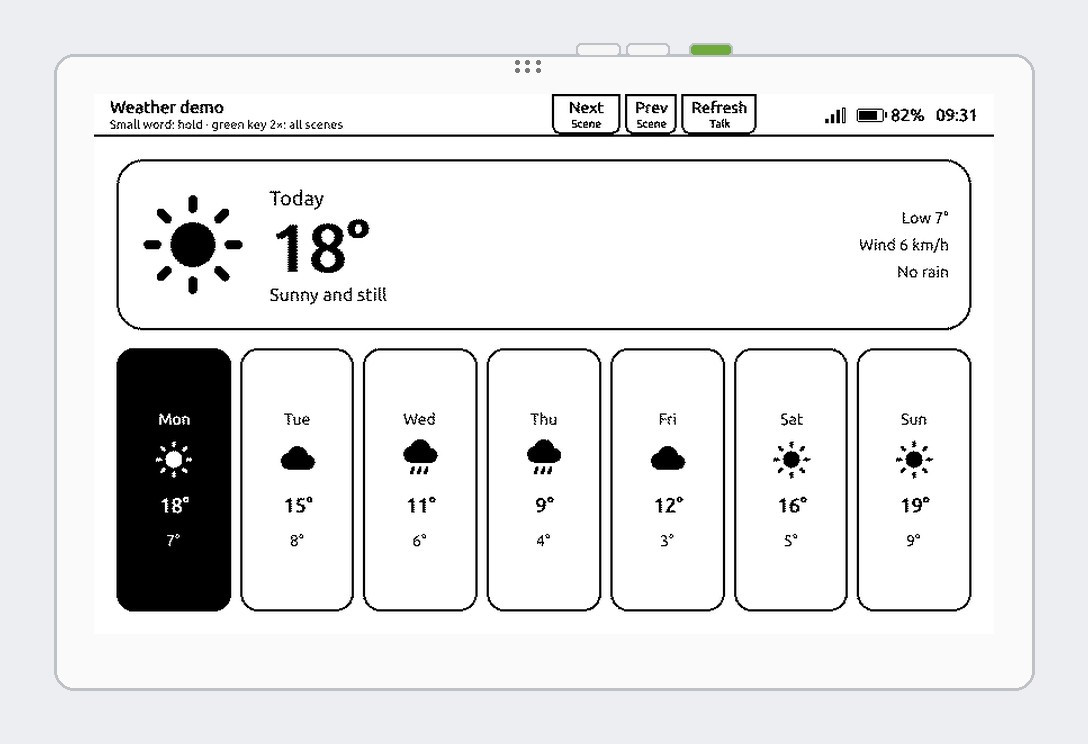 Weather demo
Small word: hold · green key 2×: all scenes
Next
Scene
Prev
Scene
Refresh
Talk
82% 09:31
Today
18°
Sunny and still
Low 7°
Wind 6 km/h
No rain
Mon
18°
7°
Tue
15°
8°
Wed
11°
6°
Thu
9°
4°
Fri
12°
3°
Sat
16°
5°
Sun
19°
9°